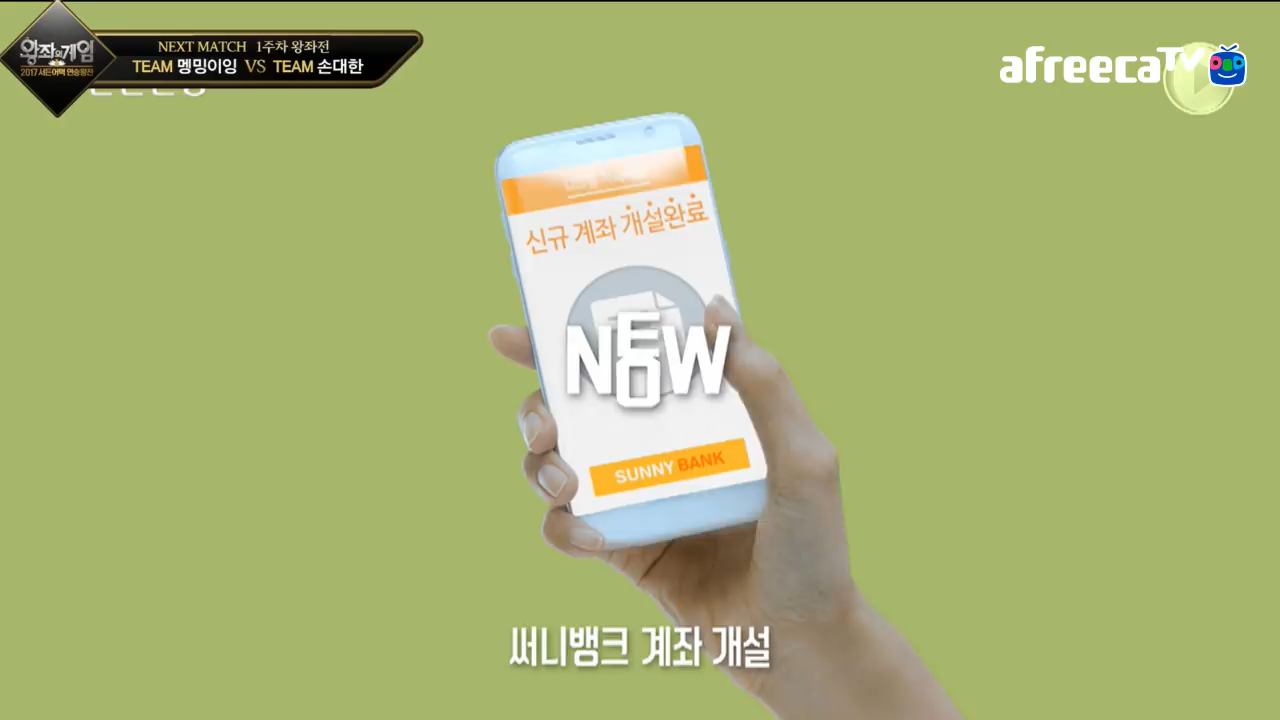 왕좌의게임
2017 서든어택 연승왕전
NEXT MATCH 1주차 왕좌전
TEAM 멩밍이잉 VS TEAM 손대한
afreecaTV
신규 계좌 개설완료
NEW
SUNNY BANK
써니뱅크 계좌 개설